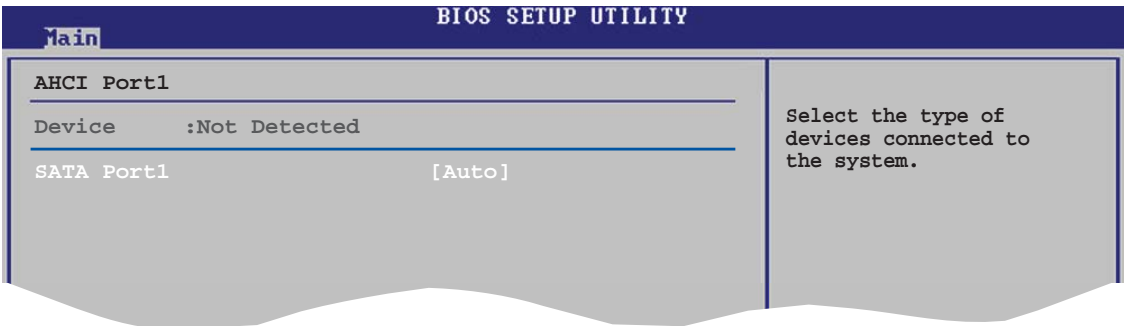 BIOS SETUP UTILITY
Main
AHCI Port1
Device :Not Detected
SATA Port1 [Auto]
Select the type of
devices connected to
the system.